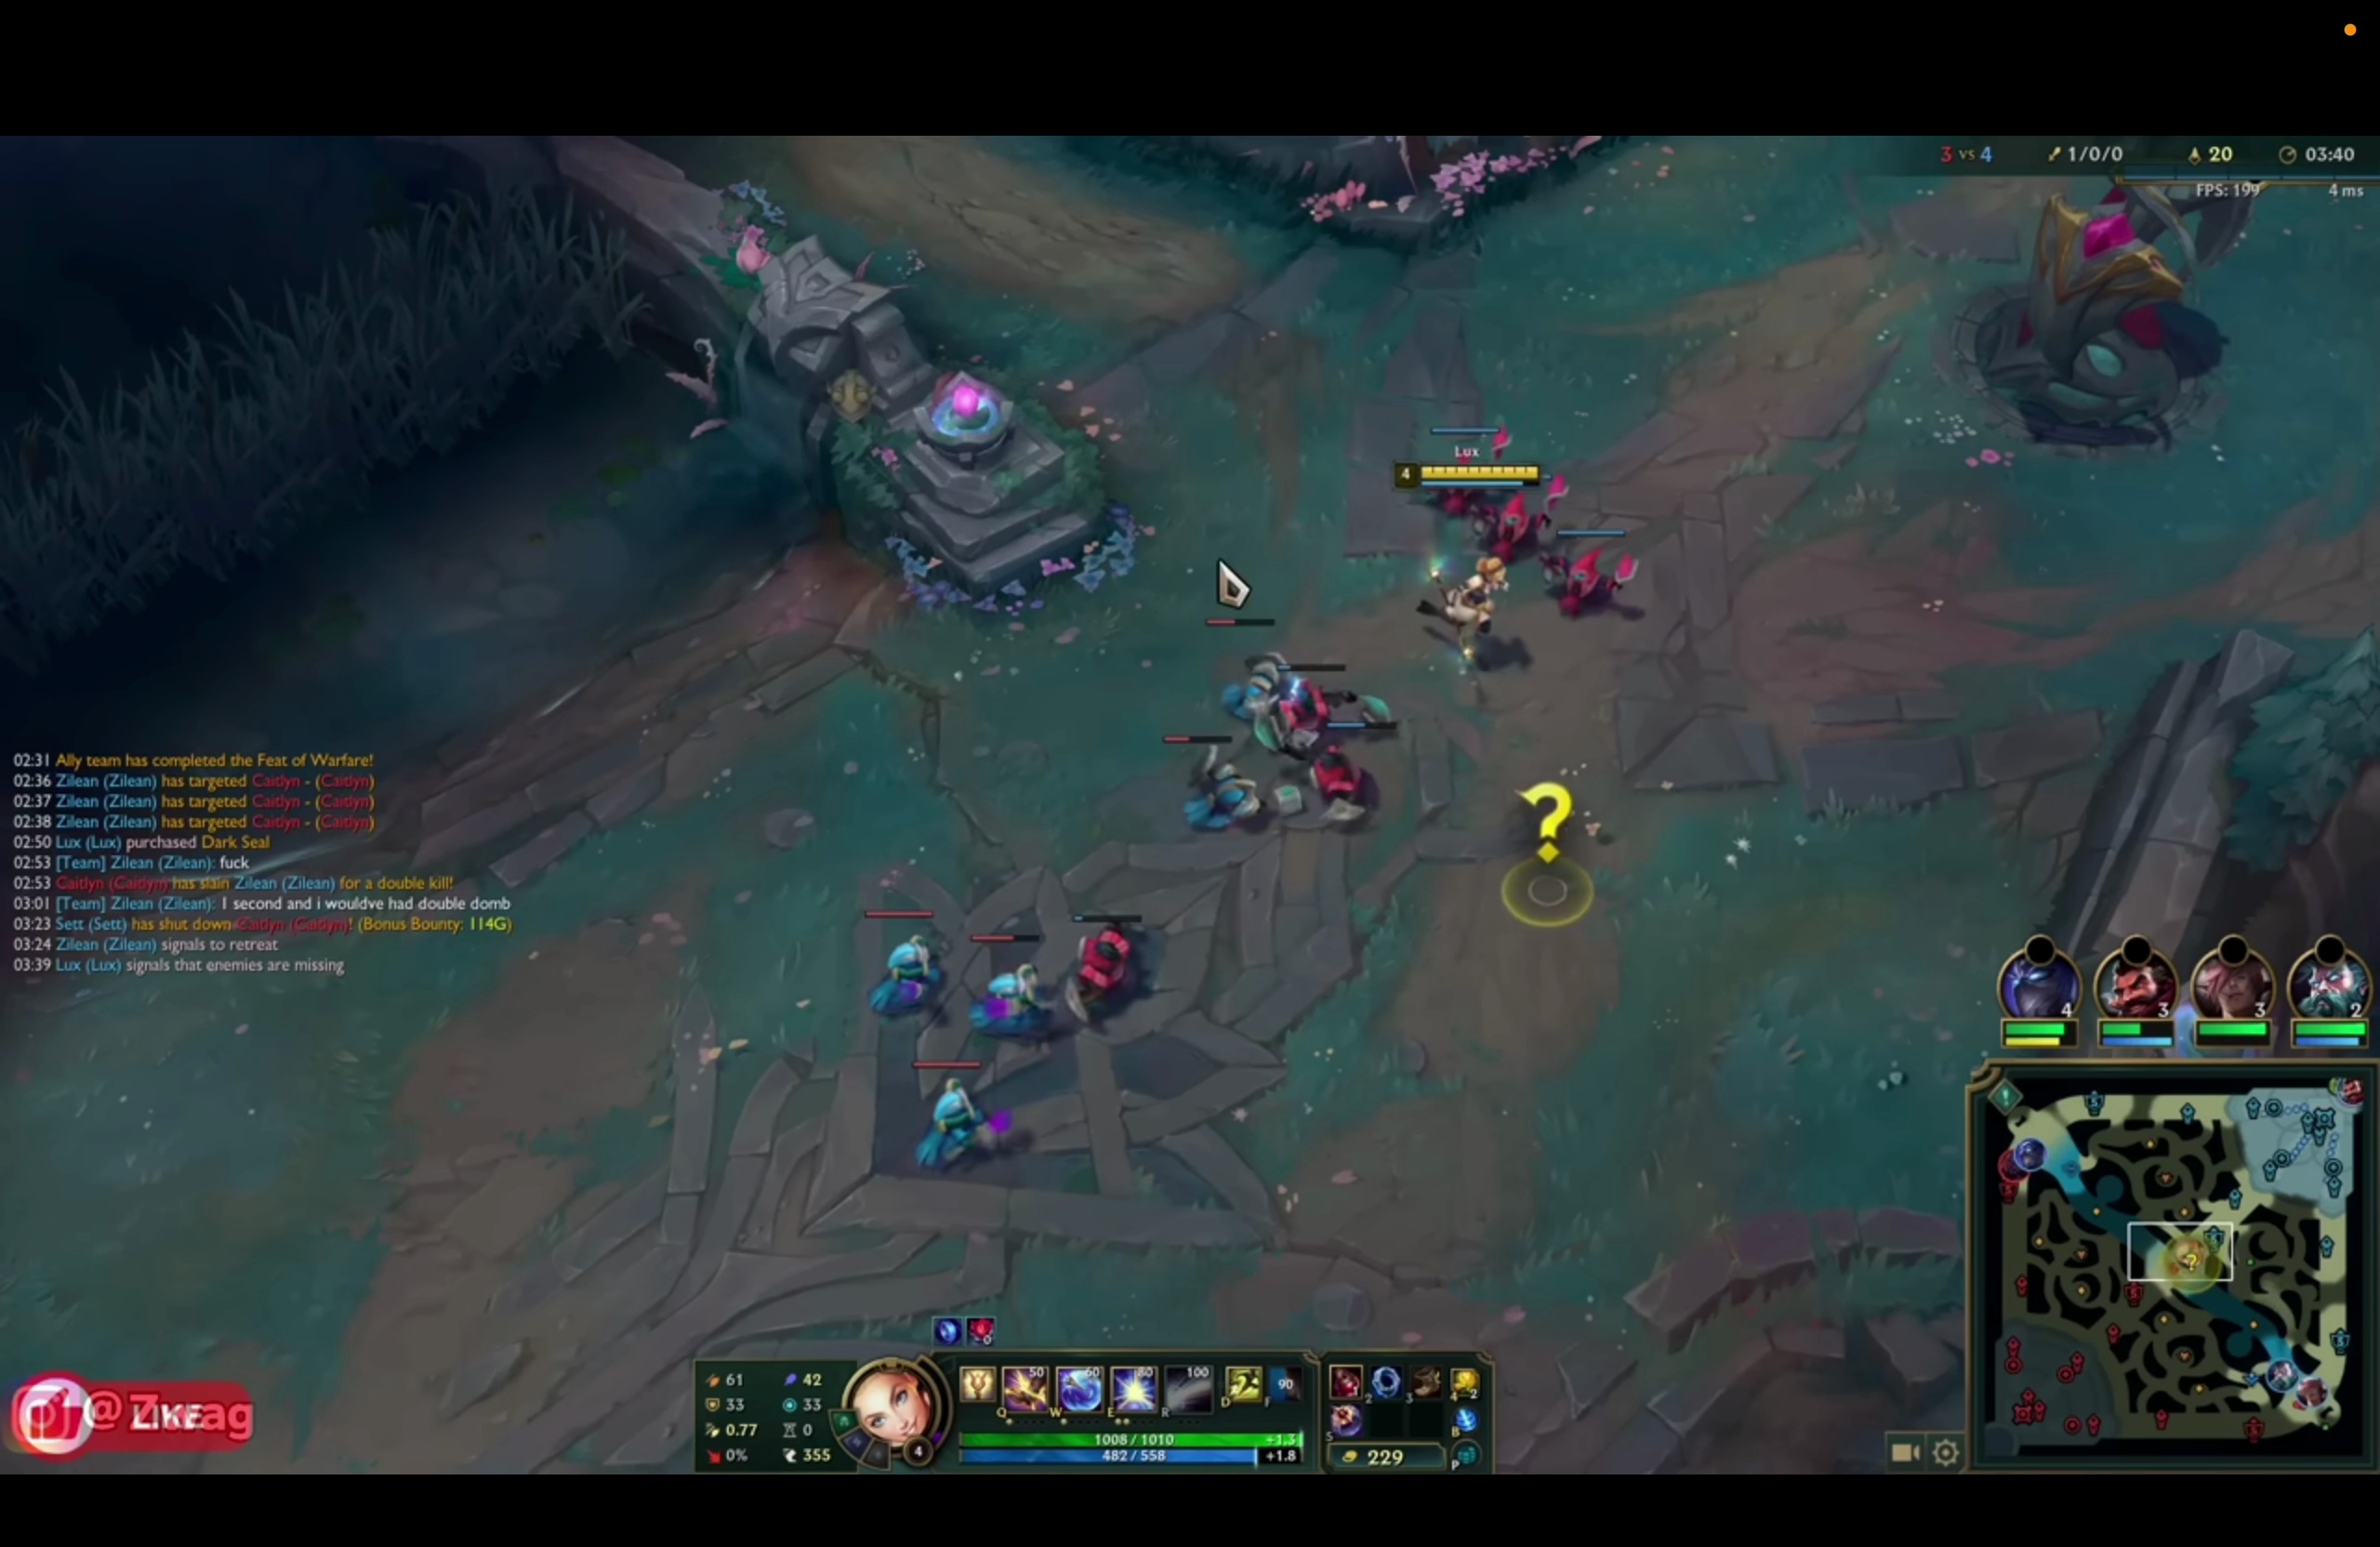 3 vs 4 1/0/0 20 03:40
FPS: 199 4 ms
Lux
4
02:31 Ally team has completed the Feat of Warfare!
02:36 Zilean (Zilean) has targeted Caitlyn - (Caitlyn)
02:37 Zilean (Zilean) has targeted Caitlyn - (Caitlyn)
02:38 Zilean (Zilean) has targeted Caitlyn - (Caitlyn)
02:50 Lux (Lux) purchased Dark Seal
02:53 [Team] Zilean (Zilean): fuck
02:53 Caitlyn (Caitlyn) has slain Zilean (Zilean) for a double kill!
03:01 [Team] Zilean (Zilean): 1 second and i wouldve had double domb
03:23 Sett (Sett) has shut down Caitlyn (Caitlyn)! (Bonus Bounty: 114G)
03:24 Zilean (Zilean) signals to retreat
03:39 Lux (Lux) signals that enemies are missing
?
4 3 3 2
61 42
33 33
0.77 0
0% 355
4
50 60 80 100 90
Q W E R D F
1008 / 1010 +1.3
482 / 558 +1.8
2 3 4 2
5 B
229 P